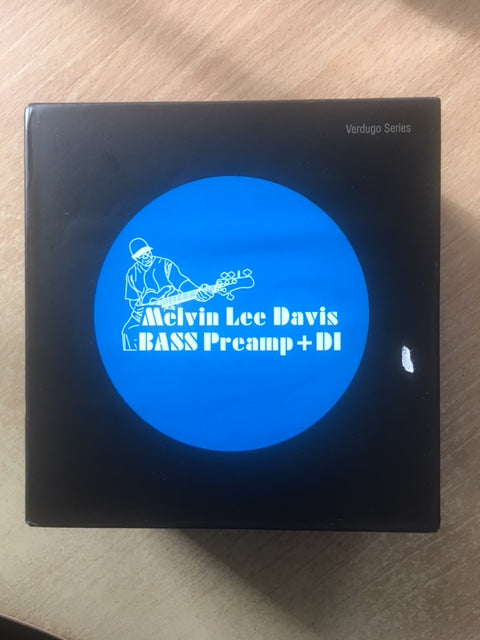 Verdugo Series
Melvin Lee Davis
BASS Preamp+DI